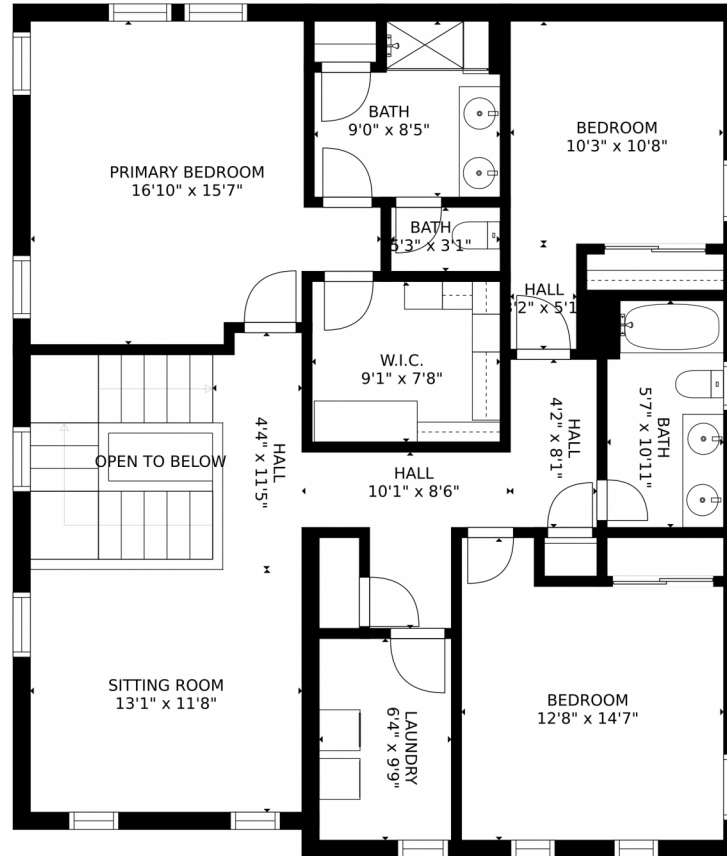 BATH
9'0" x 8'5"
BEDROOM
10'3" x 10'8"
PRIMARY BEDROOM
16'10" x 15'7"
BATH
5'3" x 3'1"
HALL
5'1
W.I.C.
9'1" x 7'8"
HALL
4'4" x 11'5"
HALL
4'2" x 8'1"
BATH
5'7" x 10'11"
OPEN TO BELOW
HALL
10'1" x 8'6"
SITTING ROOM
13'1" x 11'8"
LAUNDRY
6'4" x 9'9"
BEDROOM
12'8" x 14'7"